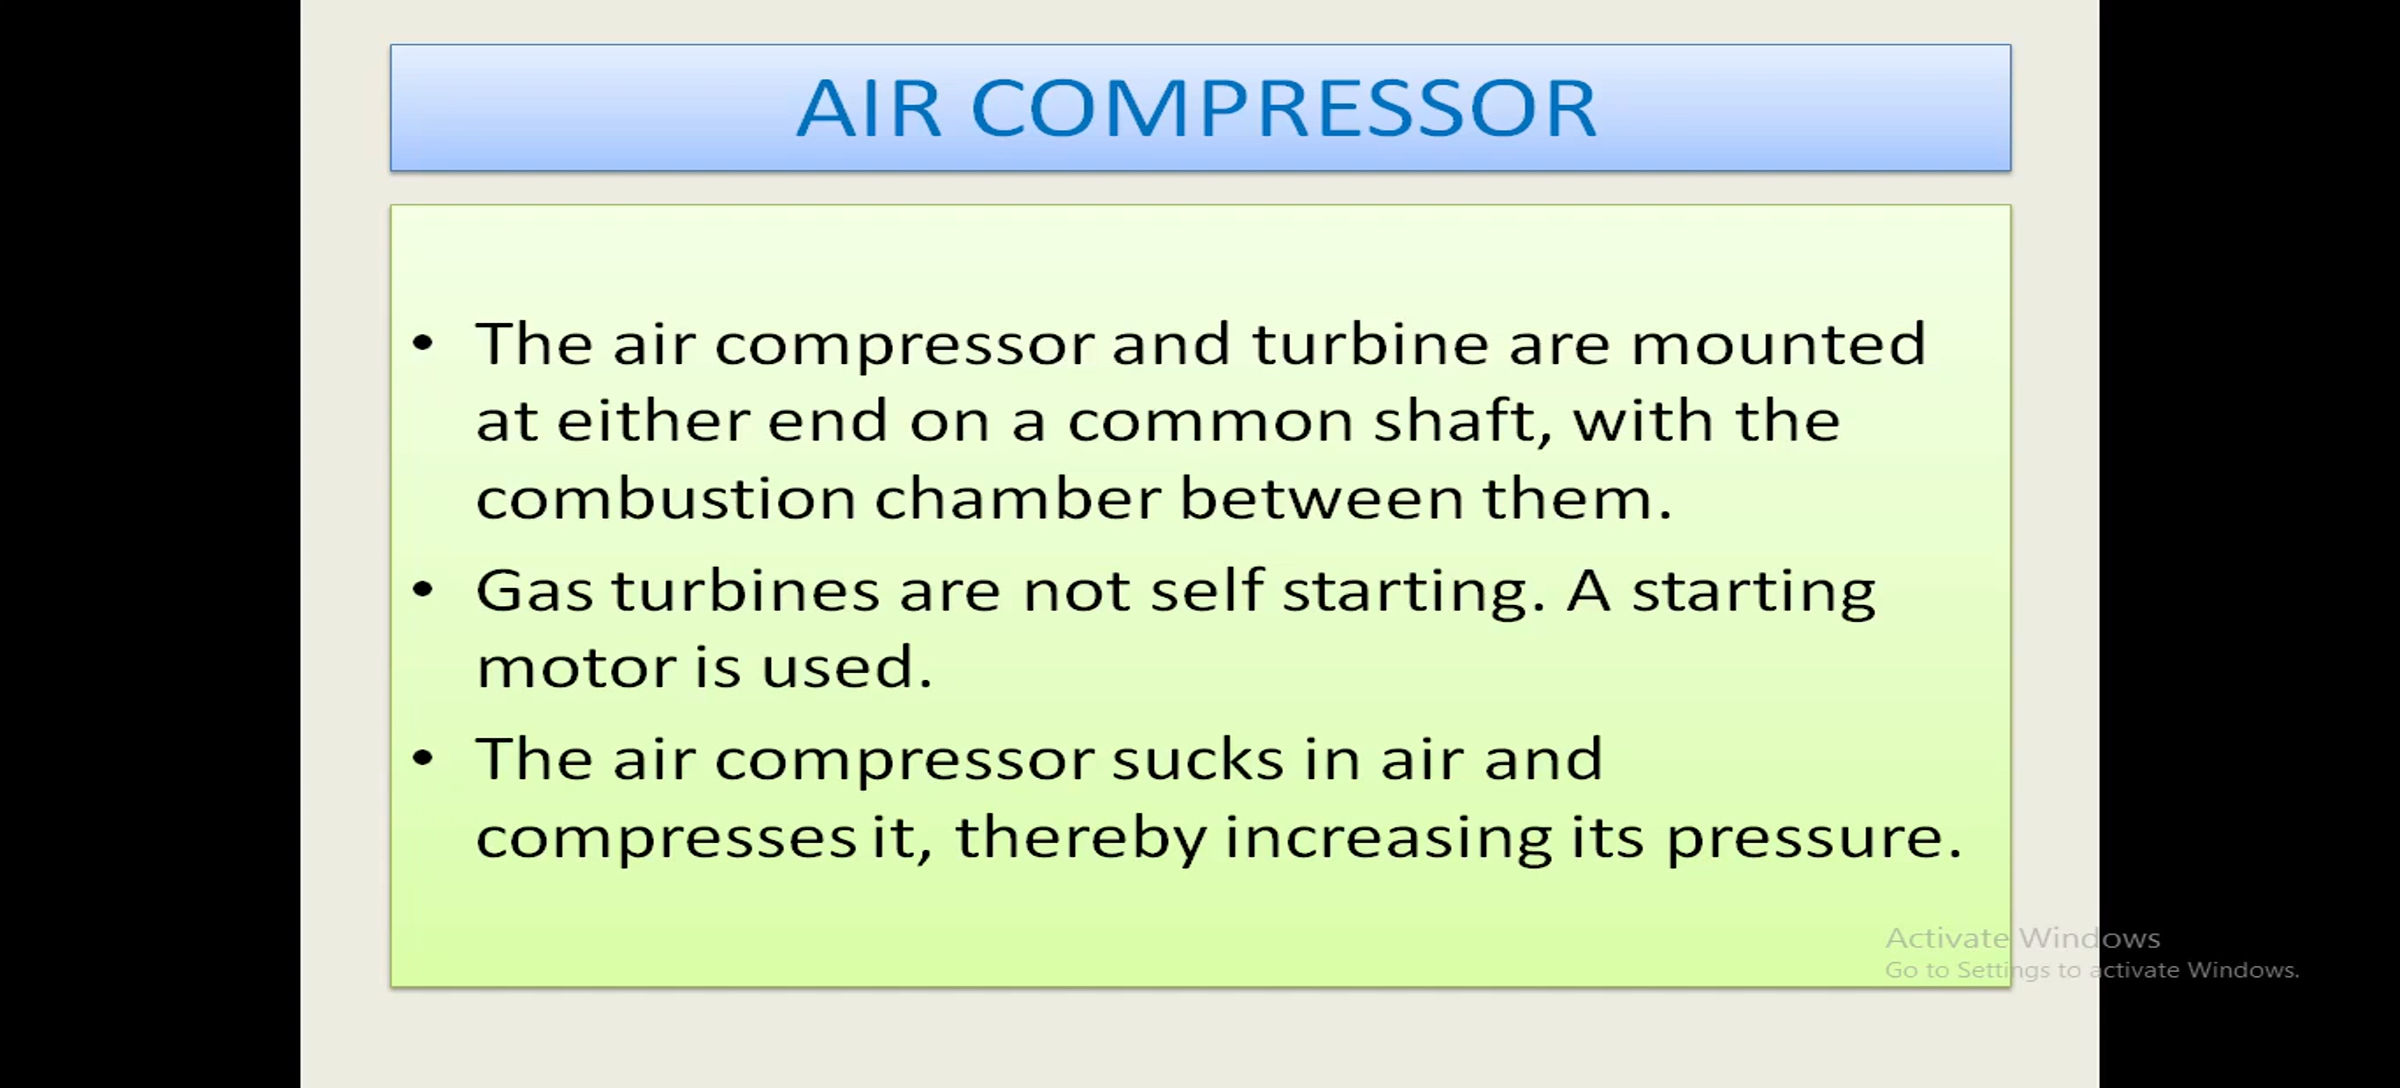 AIR COMPRESSOR
• The air compressor and turbine are mounted
at either end on a common shaft, with the
combustion chamber between them.
• Gas turbines are not self starting. A starting
motor is used.
• The air compressor sucks in air and
compresses it, thereby increasing its pressure.
Activate Windows
Go to Settings to activate Windows.